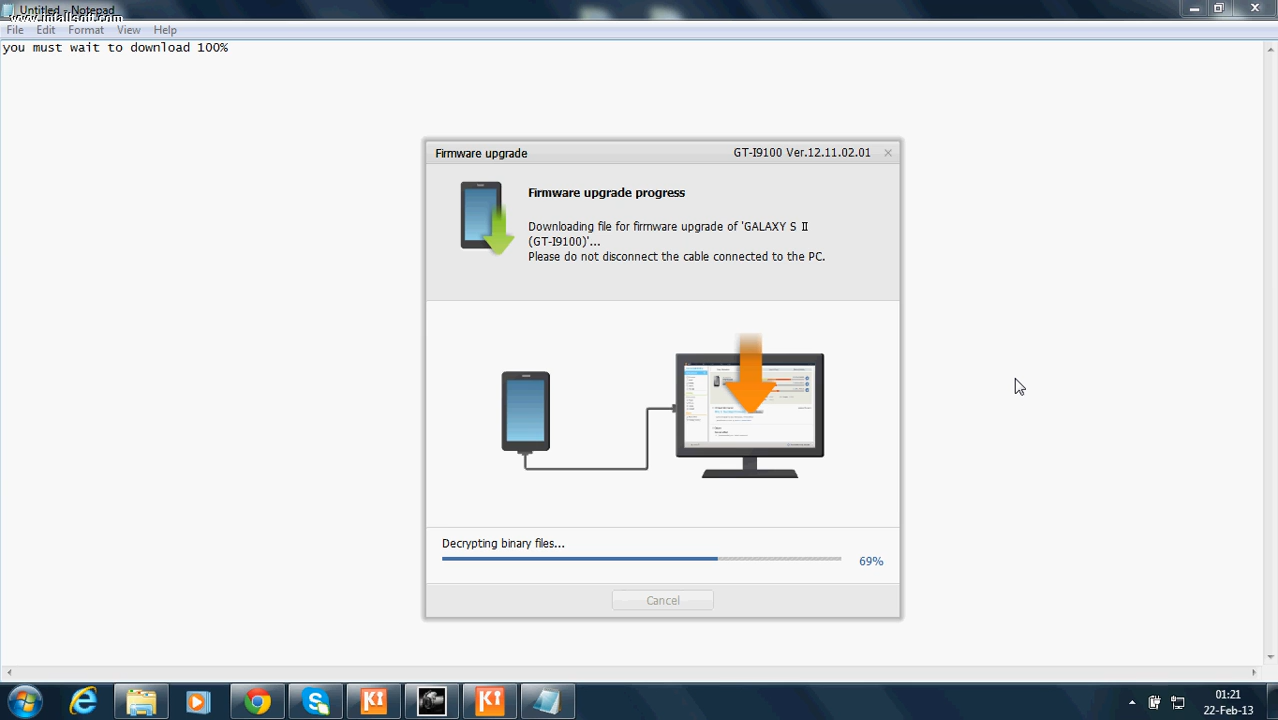 Untitled - Notepad
File Edit Format View Help
you must wait to download 100%
Firmware upgrade GT-I9100 Ver.12.11.02.01
Firmware upgrade progress
Downloading file for firmware upgrade of 'GALAXY S II
(GT-I9100)'...
Please do not disconnect the cable connected to the PC.
Decrypting binary files...
69%
Cancel
01:21
22-Feb-13